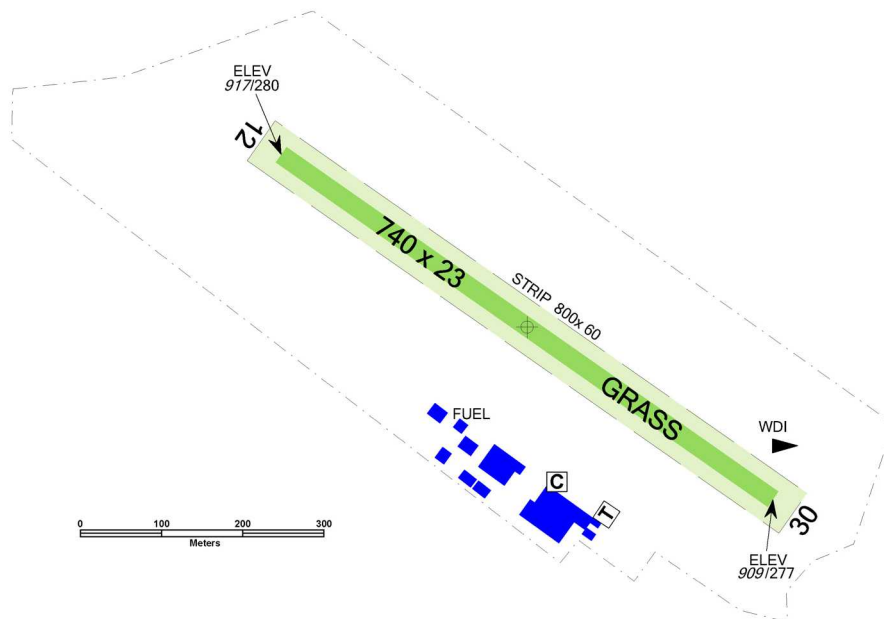 ELEV
917/280
12
740 x 23
STRIP 800x 60
GRASS
FUEL
WDI
C
T
30
0 100 200 300
Meters
ELEV
909/277